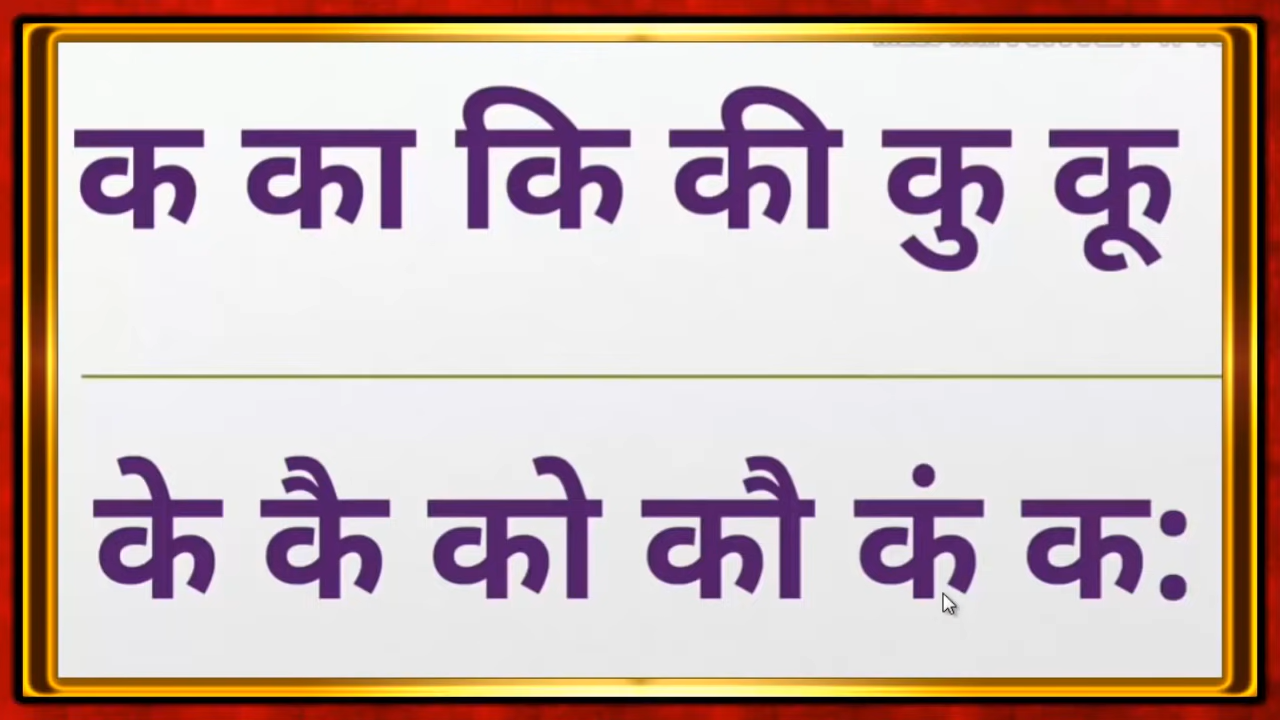 क का कि की कु कू
के कै को कौ कं क: